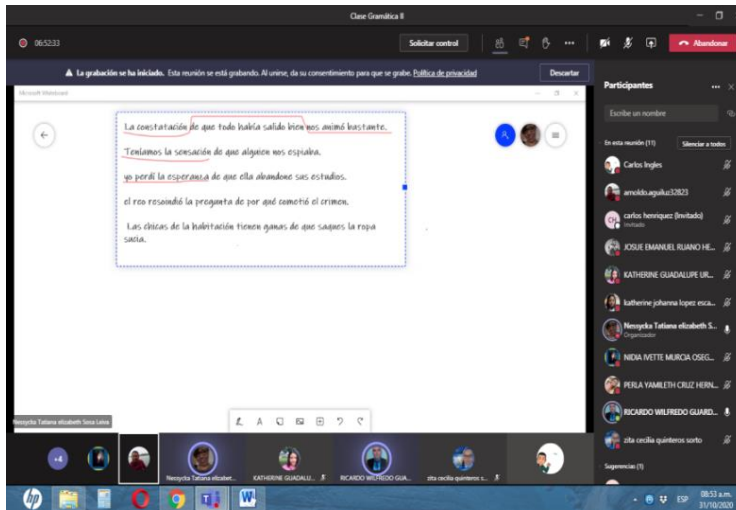 Clase Gramática II
06:52:33
Solicitar control
Abandonar
La grabación se ha iniciado. Esta reunión se está grabando. Al unirse, da su consentimiento para que se grabe. Política de privacidad
Descartar
Microsoft Whiteboard
La constatación de que todo había salido bien nos animó bastante.
Teníamos la sensación de que alguien nos espiaba.
yo perdí la esperanza de que ella abandone sus estudios.
el reo respondió la pregunta de por qué cometió el crimen.
Las chicas de la habitación tienen ganas de que saques la ropa
sucia.
Nessycka Tatiana elizabeth Sosa Leiva
Participantes
Escribe un nombre
En esta reunión (11)
Silenciar a todos
Carlos Ingles
arnoldo.aguiluz32823
CH
carlos henriquez (Invitado)
Invitado
JOSUE EMANUEL RUANO HE...
KATHERINE GUADALUPE UR...
katherine johanna lopez esca...
Nessycka Tatiana elizabeth S...
Organizador
NIDIA IVETTE MURCIA OSEG...
PERLA YAMILETH CRUZ HERN...
RICARDO WILFREDO GUARD...
zita cecilia quinteros sorto
Sugerencias (1)
+4
Nessycka Tatiana elizabet...
KATHERINE GUADALU...
RICARDO WILFREDO GUA...
zita cecilia quinteros s...
hp
W
ESP
08:53 a.m.
31/10/2020